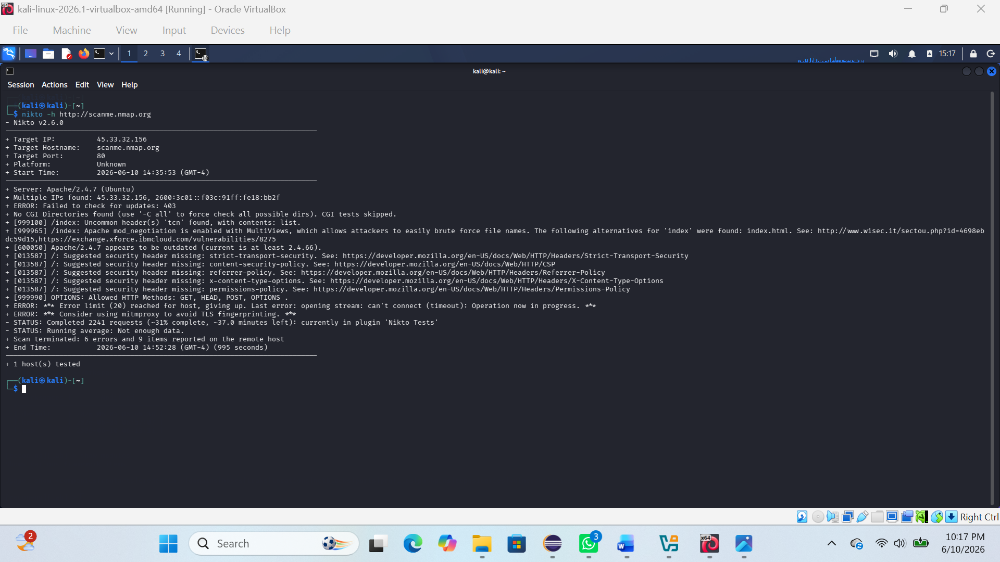 kali-linux-2026.1-virtualbox-amd64 [Running] - Oracle VirtualBox
File Machine View Input Devices Help
1 2 3 4 15:17
kali@kali: ~
Session Actions Edit View Help
┌──(kali㉿kali)-[~]
└─$ nikto -h http://scanme.nmap.org
- Nikto v2.6.0
+ Target IP: 45.33.32.156
+ Target Hostname: scanme.nmap.org
+ Target Port: 80
+ Platform: Unknown
+ Start Time: 2026-06-10 14:35:53 (GMT-4)
+ Server: Apache/2.4.7 (Ubuntu)
+ Multiple IPs found: 45.33.32.156, 2600:3c01::f03c:91ff:fe18:bb2f
+ ERROR: Failed to check for updates: 403
+ No CGI Directories found (use '-C all' to force check all possible dirs). CGI tests skipped.
+ [999100] /index: Uncommon header(s) 'tcn' found, with contents: list.
+ [999965] /index: Apache mod_negotiation is enabled with MultiViews, which allows attackers to easily brute force file names. The following alternatives for 'index' were found: index.html. See: http://www.wisec.it/sectou.php?id=4698eb
dc59d15,https://exchange.xforce.ibmcloud.com/vulnerabilities/8275
+ [600050] Apache/2.4.7 appears to be outdated (current is at least 2.4.66).
+ [013587] /: Suggested security header missing: strict-transport-security. See: https://developer.mozilla.org/en-US/docs/Web/HTTP/Headers/Strict-Transport-Security
+ [013587] /: Suggested security header missing: content-security-policy. See: https://developer.mozilla.org/en-US/docs/Web/HTTP/CSP
+ [013587] /: Suggested security header missing: referrer-policy. See: https://developer.mozilla.org/en-US/docs/Web/HTTP/Headers/Referrer-Policy
+ [013587] /: Suggested security header missing: x-content-type-options. See: https://developer.mozilla.org/en-US/docs/Web/HTTP/Headers/X-Content-Type-Options
+ [013587] /: Suggested security header missing: permissions-policy. See: https://developer.mozilla.org/en-US/docs/Web/HTTP/Headers/Permissions-Policy
+ [999990] OPTIONS: Allowed HTTP Methods: GET, HEAD, POST, OPTIONS .
+ ERROR: *** Error limit (20) reached for host, giving up. Last error: opening stream: can't connect (timeout): Operation now in progress. ***
+ ERROR: *** Consider using mitmproxy to avoid TLS fingerprinting. ***
- STATUS: Completed 2241 requests (~31% complete, ~37.0 minutes left): currently in plugin 'Nikto Tests'
- STATUS: Running average: Not enough data.
+ Scan terminated: 6 errors and 9 items reported on the remote host
+ End Time: 2026-06-10 14:52:28 (GMT-4) (995 seconds)
+ 1 host(s) tested
┌──(kali㉿kali)-[~]
└─$
Right Ctrl
2
Search
3
10:17 PM
6/10/2026